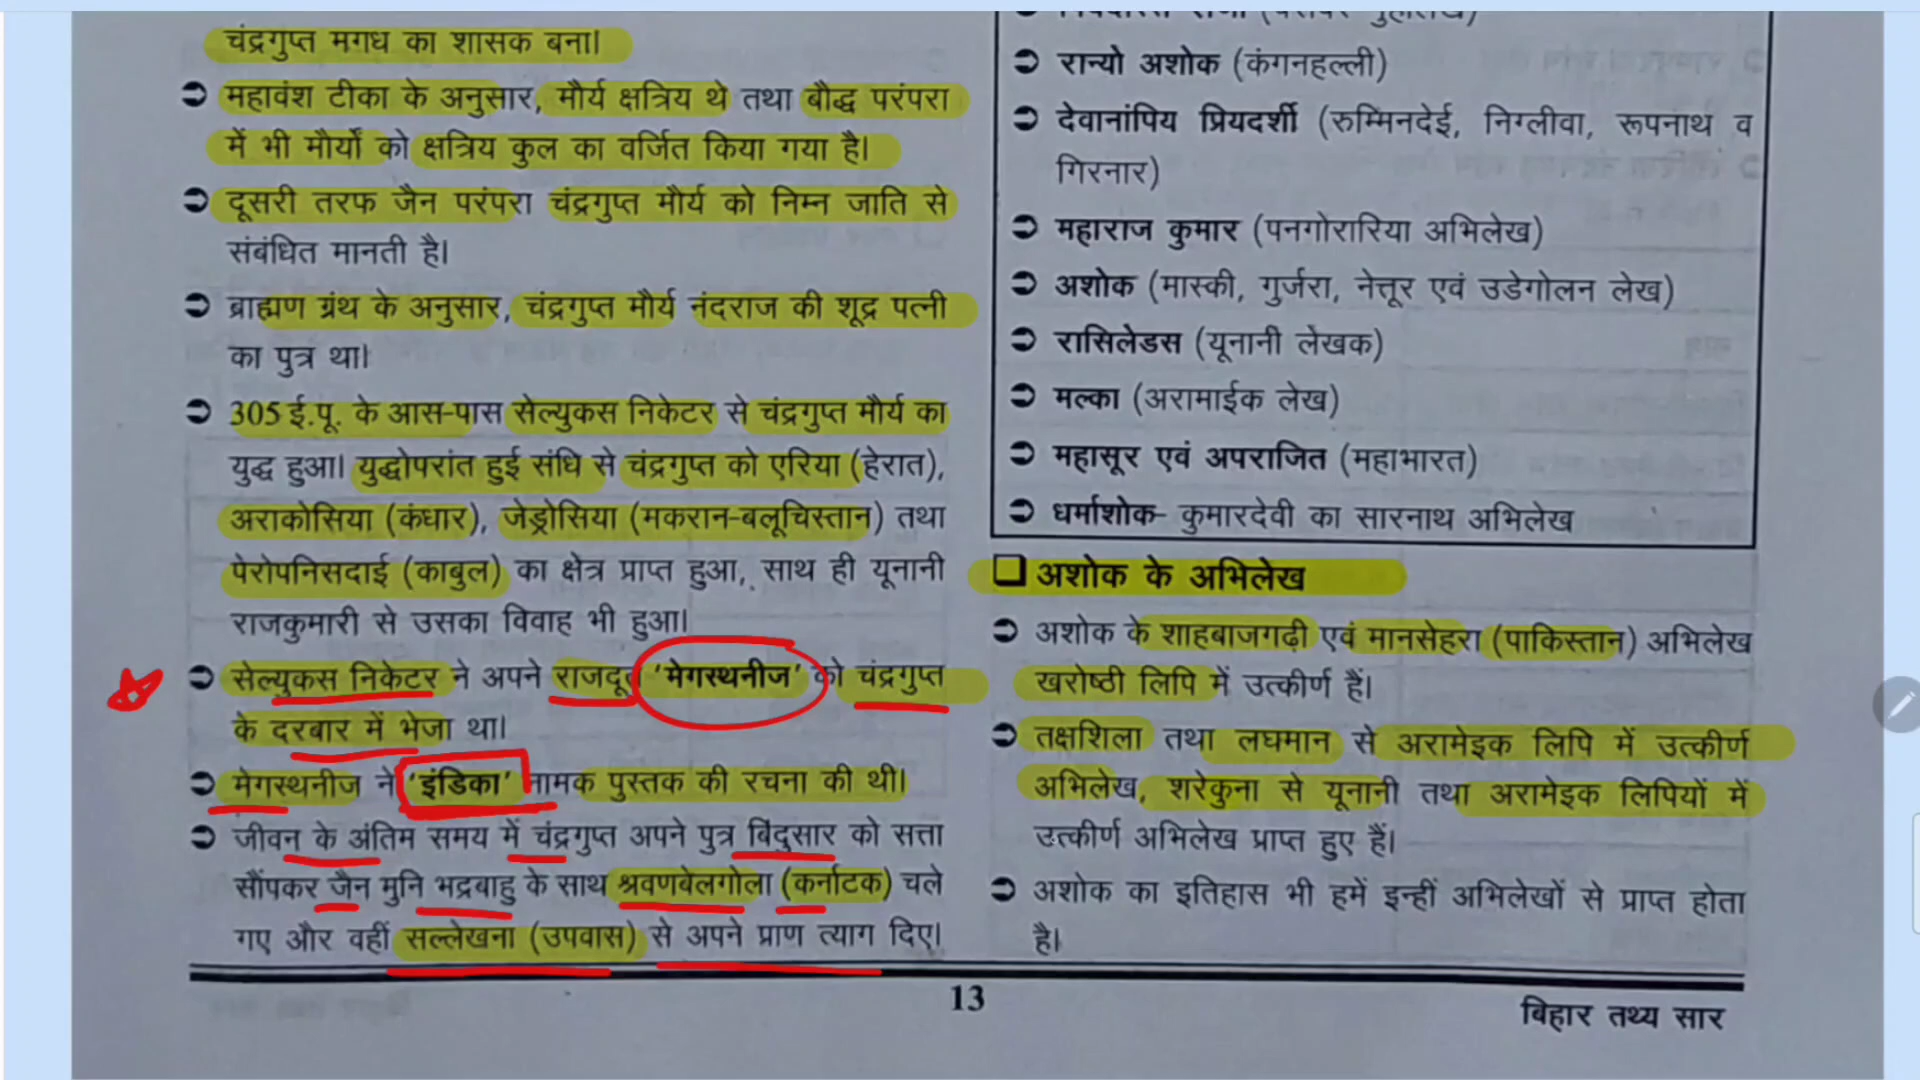 चंद्रगुप्त मगध का शासक बना।
➲ महावंश टीका के अनुसार, मौर्य क्षत्रिय थे तथा बौद्ध परंपरा
में भी मौर्यों को क्षत्रिय कुल का वर्जित किया गया है।
➲ दूसरी तरफ जैन परंपरा चंद्रगुप्त मौर्य को निम्न जाति से
संबंधित मानती है।
➲ ब्राह्मण ग्रंथ के अनुसार, चंद्रगुप्त मौर्य नंदराज की शूद्र पत्नी
का पुत्र था।
➲ 305 ई.पू. के आस-पास सेल्युकस निकेटर से चंद्रगुप्त मौर्य का
युद्ध हुआ। युद्धोपरांत हुई संधि से चंद्रगुप्त को एरिया (हेरात),
अराकोसिया (कंधार), जेड्रोसिया (मकरान-बलूचिस्तान) तथा
पेरोपनिसदाई (काबुल) का क्षेत्र प्राप्त हुआ, साथ ही यूनानी
राजकुमारी से उसका विवाह भी हुआ।
➲ सेल्युकस निकेटर ने अपने राजदूत 'मेगस्थनीज' को चंद्रगुप्त
के दरबार में भेजा था।
➲ मेगस्थनीज ने 'इंडिका' नामक पुस्तक की रचना की थी।
➲ जीवन के अंतिम समय में चंद्रगुप्त अपने पुत्र बिंदुसार को सत्ता
सौंपकर जैन मुनि भद्रबाहु के साथ श्रवणबेलगोला (कर्नाटक) चले
गए और वहीं सल्लेखना (उपवास) से अपने प्राण त्याग दिए।
➲ रान्यो अशोक (कंगनहल्ली)
➲ देवानांपिय प्रियदर्शी (रुम्मिनदेई, निग्लीवा, रूपनाथ व
गिरनार)
➲ महाराज कुमार (पनगोरारिया अभिलेख)
➲ अशोक (मास्की, गुर्जरा, नेत्तूर एवं उडेगोलन लेख)
➲ रासिलेडस (यूनानी लेखक)
➲ मल्का (अरामाईक लेख)
➲ महासूर एवं अपराजित (महाभारत)
➲ धर्माशोक- कुमारदेवी का सारनाथ अभिलेख
❑ अशोक के अभिलेख
➲ अशोक के शाहबाजगढ़ी एवं मानसेहरा (पाकिस्तान) अभिलेख
खरोष्ठी लिपि में उत्कीर्ण हैं।
➲ तक्षशिला तथा लघमान से अरामेइक लिपि में उत्कीर्ण
अभिलेख, शरेकुना से यूनानी तथा अरामेइक लिपियों में
उत्कीर्ण अभिलेख प्राप्त हुए हैं।
➲ अशोक का इतिहास भी हमें इन्हीं अभिलेखों से प्राप्त होता
है।
13
बिहार तथ्य सार